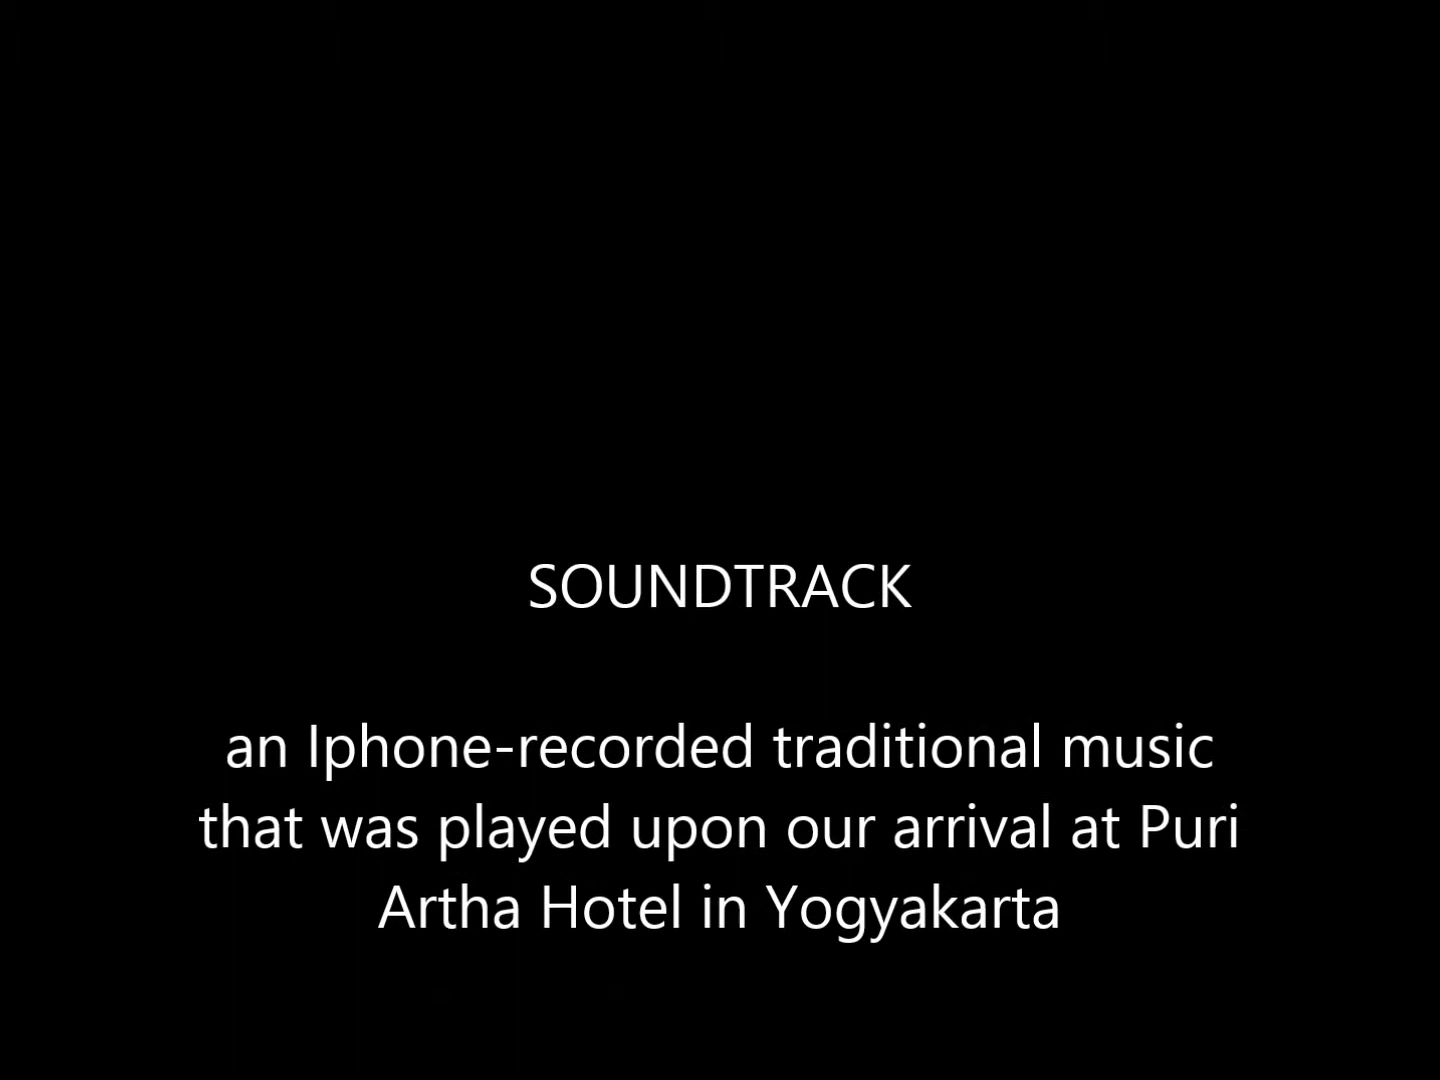 SOUNDTRACK
an Iphone-recorded traditional music
that was played upon our arrival at Puri
Artha Hotel in Yogyakarta